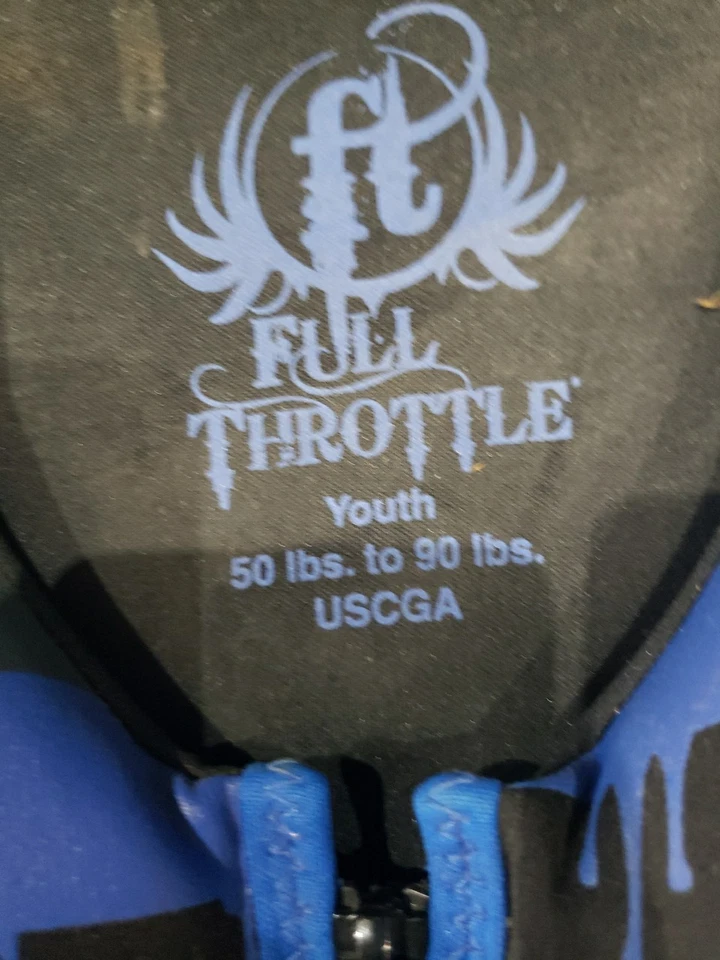 ft
FULL
THROTTLE
Youth
50 lbs. to 90 lbs.
USCGA